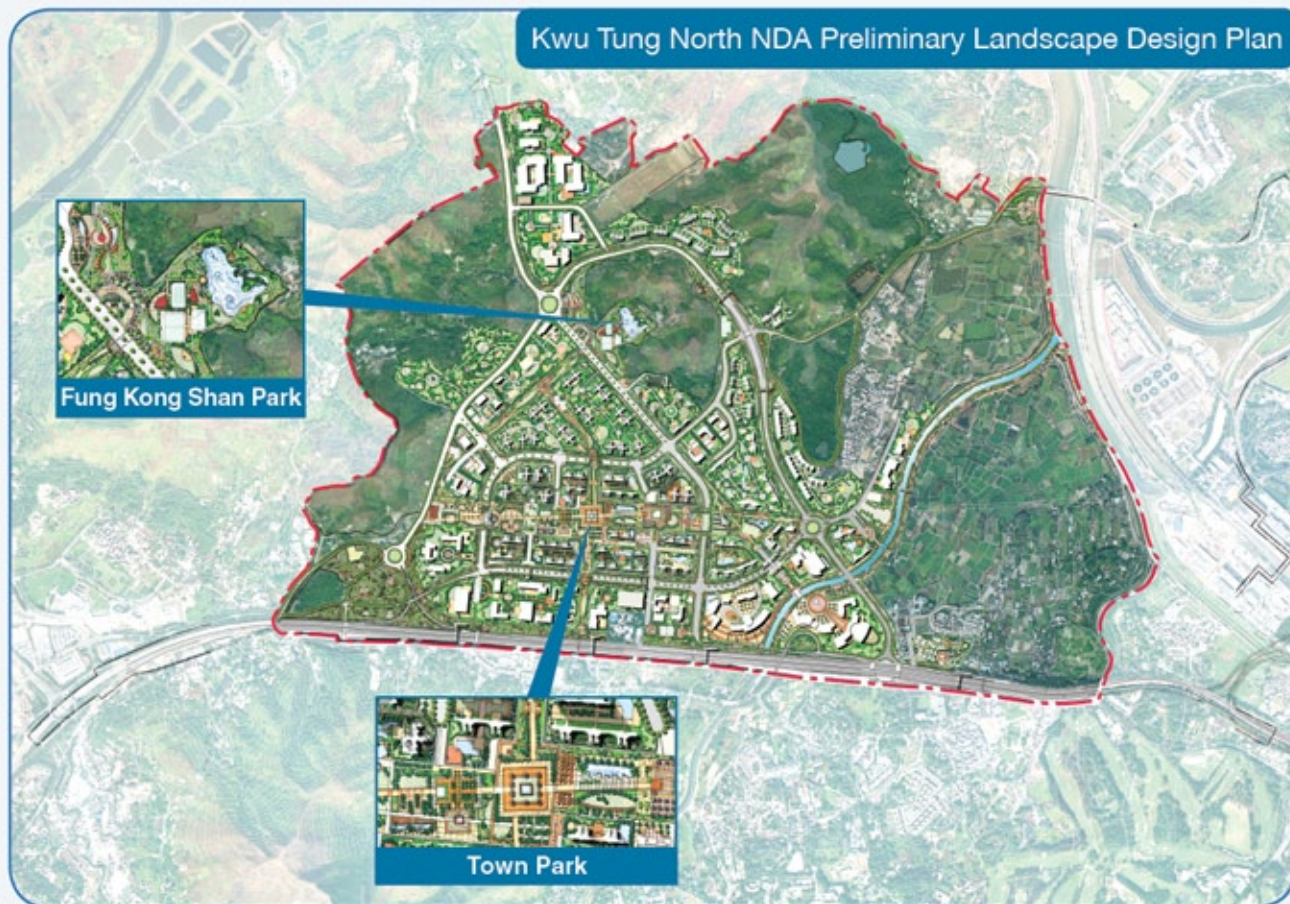 Kwu Tung North NDA Preliminary Landscape Design Plan
Fung Kong Shan Park
Town Park